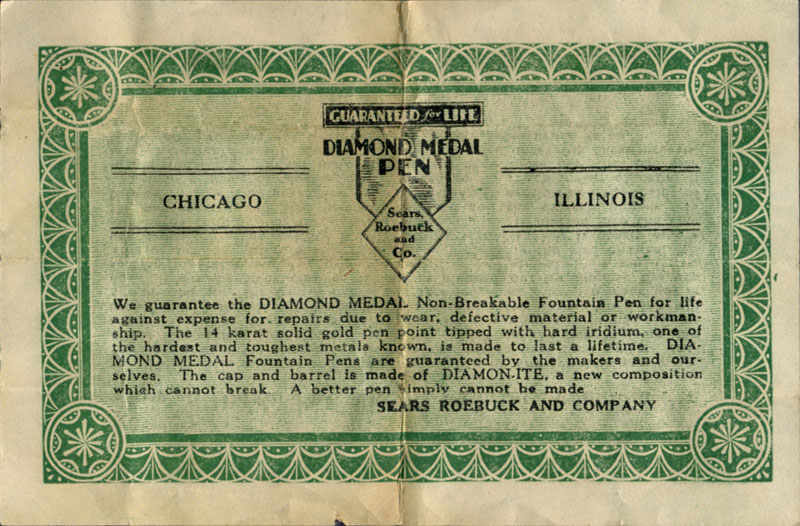 GUARANTEED for LIFE
DIAMOND MEDAL
PEN
CHICAGO
ILLINOIS
Sears,
Roebuck
and
Co.
We guarantee the DIAMOND MEDAL Non-Breakable Fountain Pen for life
against expense for repairs due to wear, defective material or workman-
ship. The 14 karat solid gold pen point tipped with hard iridium, one of
the hardest and toughest metals known, is made to last a lifetime. DIA-
MOND MEDAL Fountain Pens are guaranteed by the makers and our-
selves. The cap and barrel is made of DIAMON-ITE, a new composition
which cannot break. A better pen simply cannot be made
SEARS ROEBUCK AND COMPANY